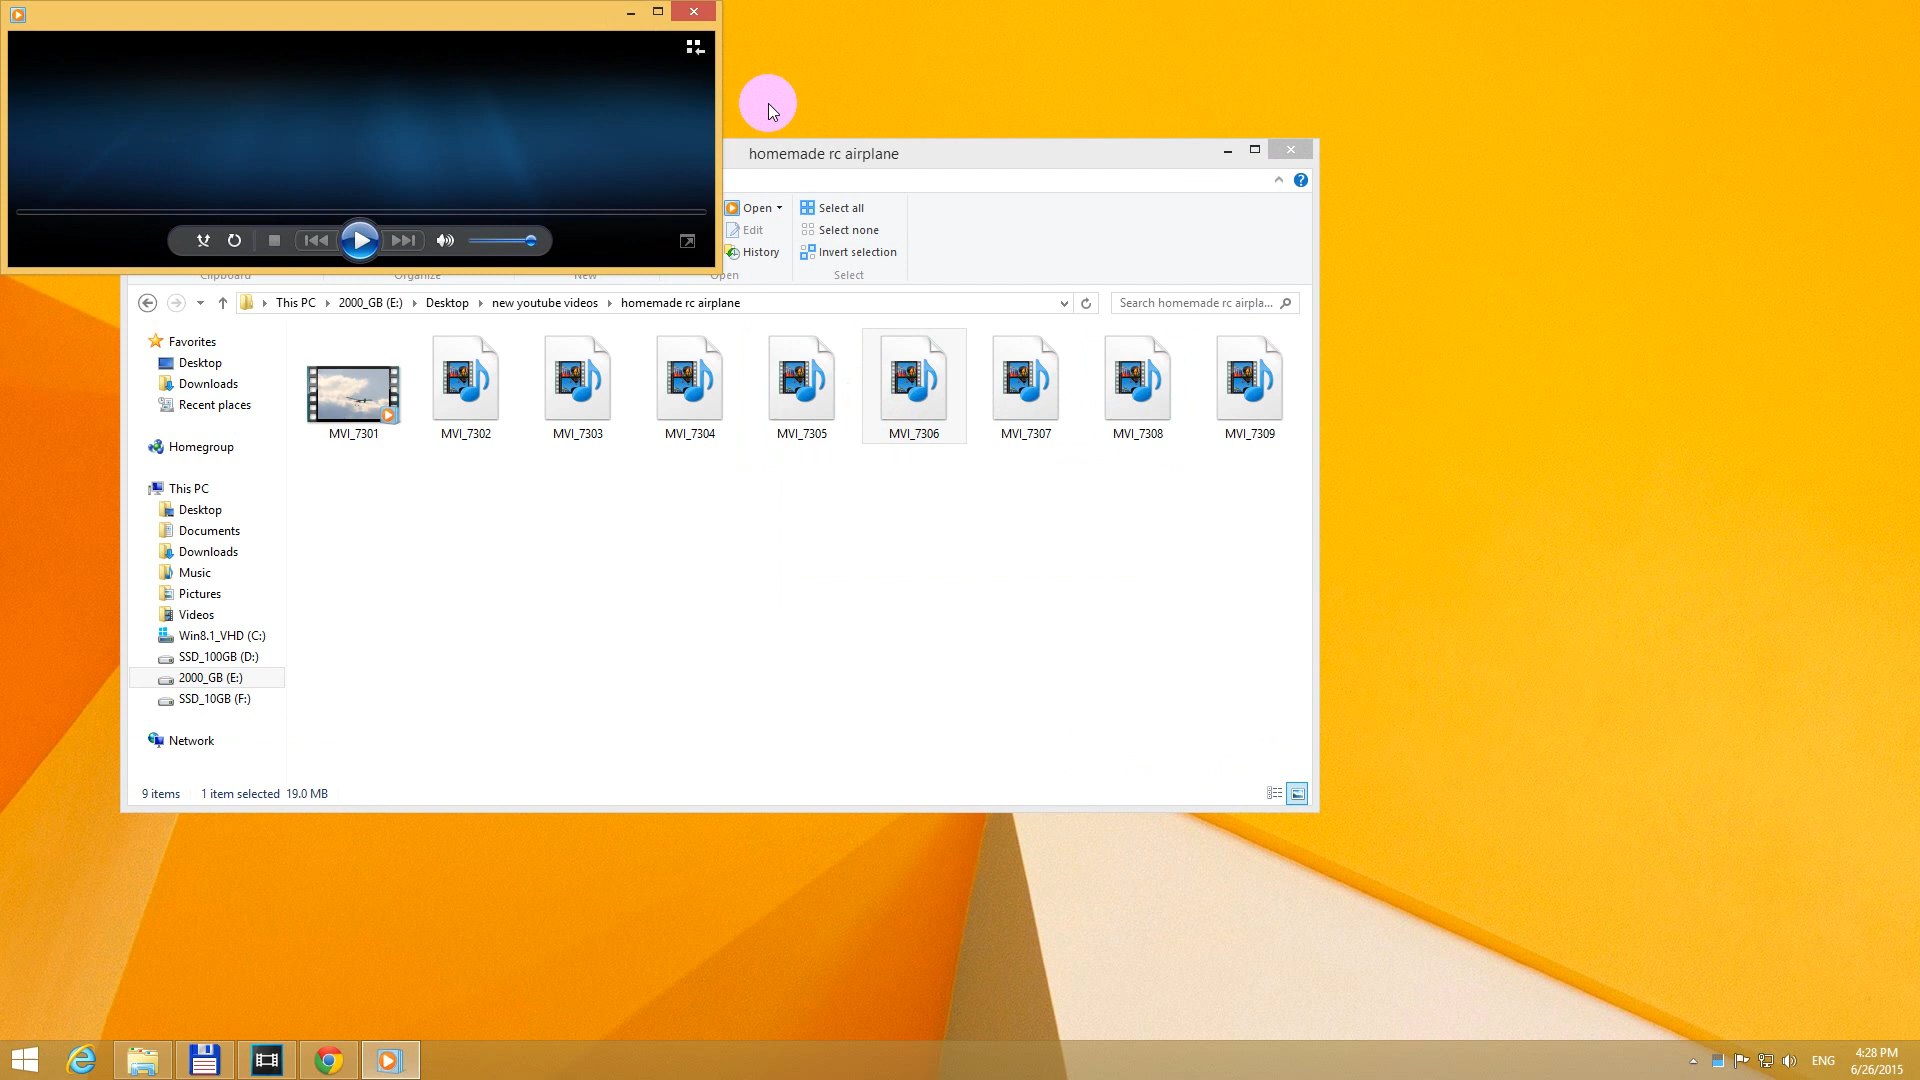 homemade rc airplane
Open
Select all
Edit
Select none
History
Invert selection
Clipboard
Organize
New
Open
Select
This PC
2000_GB (E:)
Desktop
new youtube videos
homemade rc airplane
Search homemade rc airpla...
Favorites
Desktop
Downloads
Recent places
Homegroup
This PC
Desktop
Documents
Downloads
Music
Pictures
Videos
Win8.1_VHD (C:)
SSD_100GB (D:)
2000_GB (E:)
SSD_10GB (F:)
Network
MVI_7301
MVI_7302
MVI_7303
MVI_7304
MVI_7305
MVI_7306
MVI_7307
MVI_7308
MVI_7309
9 items
1 item selected 19.0 MB
ENG
4:28 PM
6/26/2015